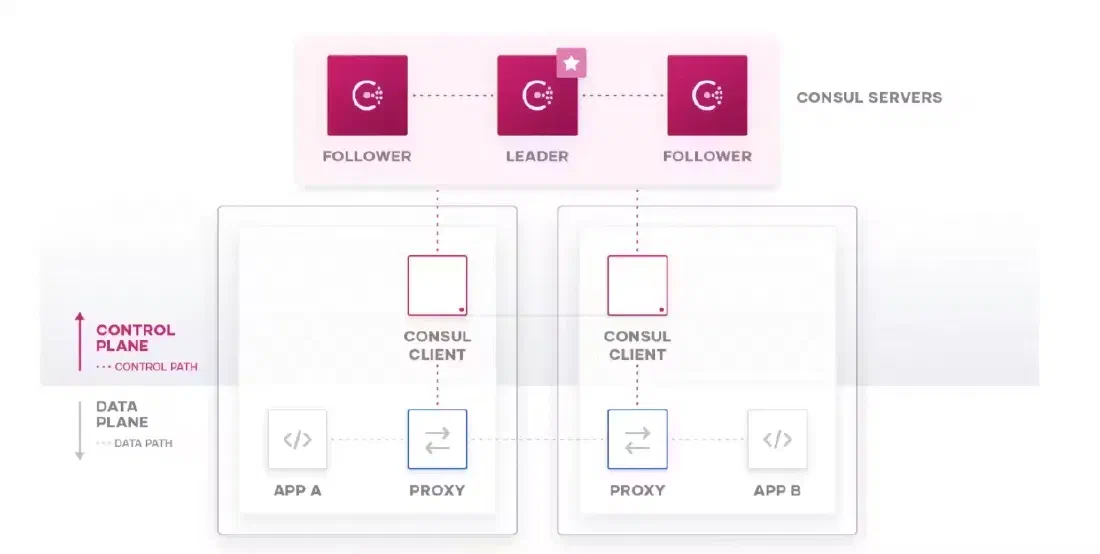 CONSUL SERVERS
FOLLOWER
LEADER
FOLLOWER
CONSUL
CLIENT
CONSUL
CLIENT
CONTROL
PLANE
CONTROL PATH
DATA
PLANE
DATA PATH
</>
</>
APP A
PROXY
PROXY
APP B